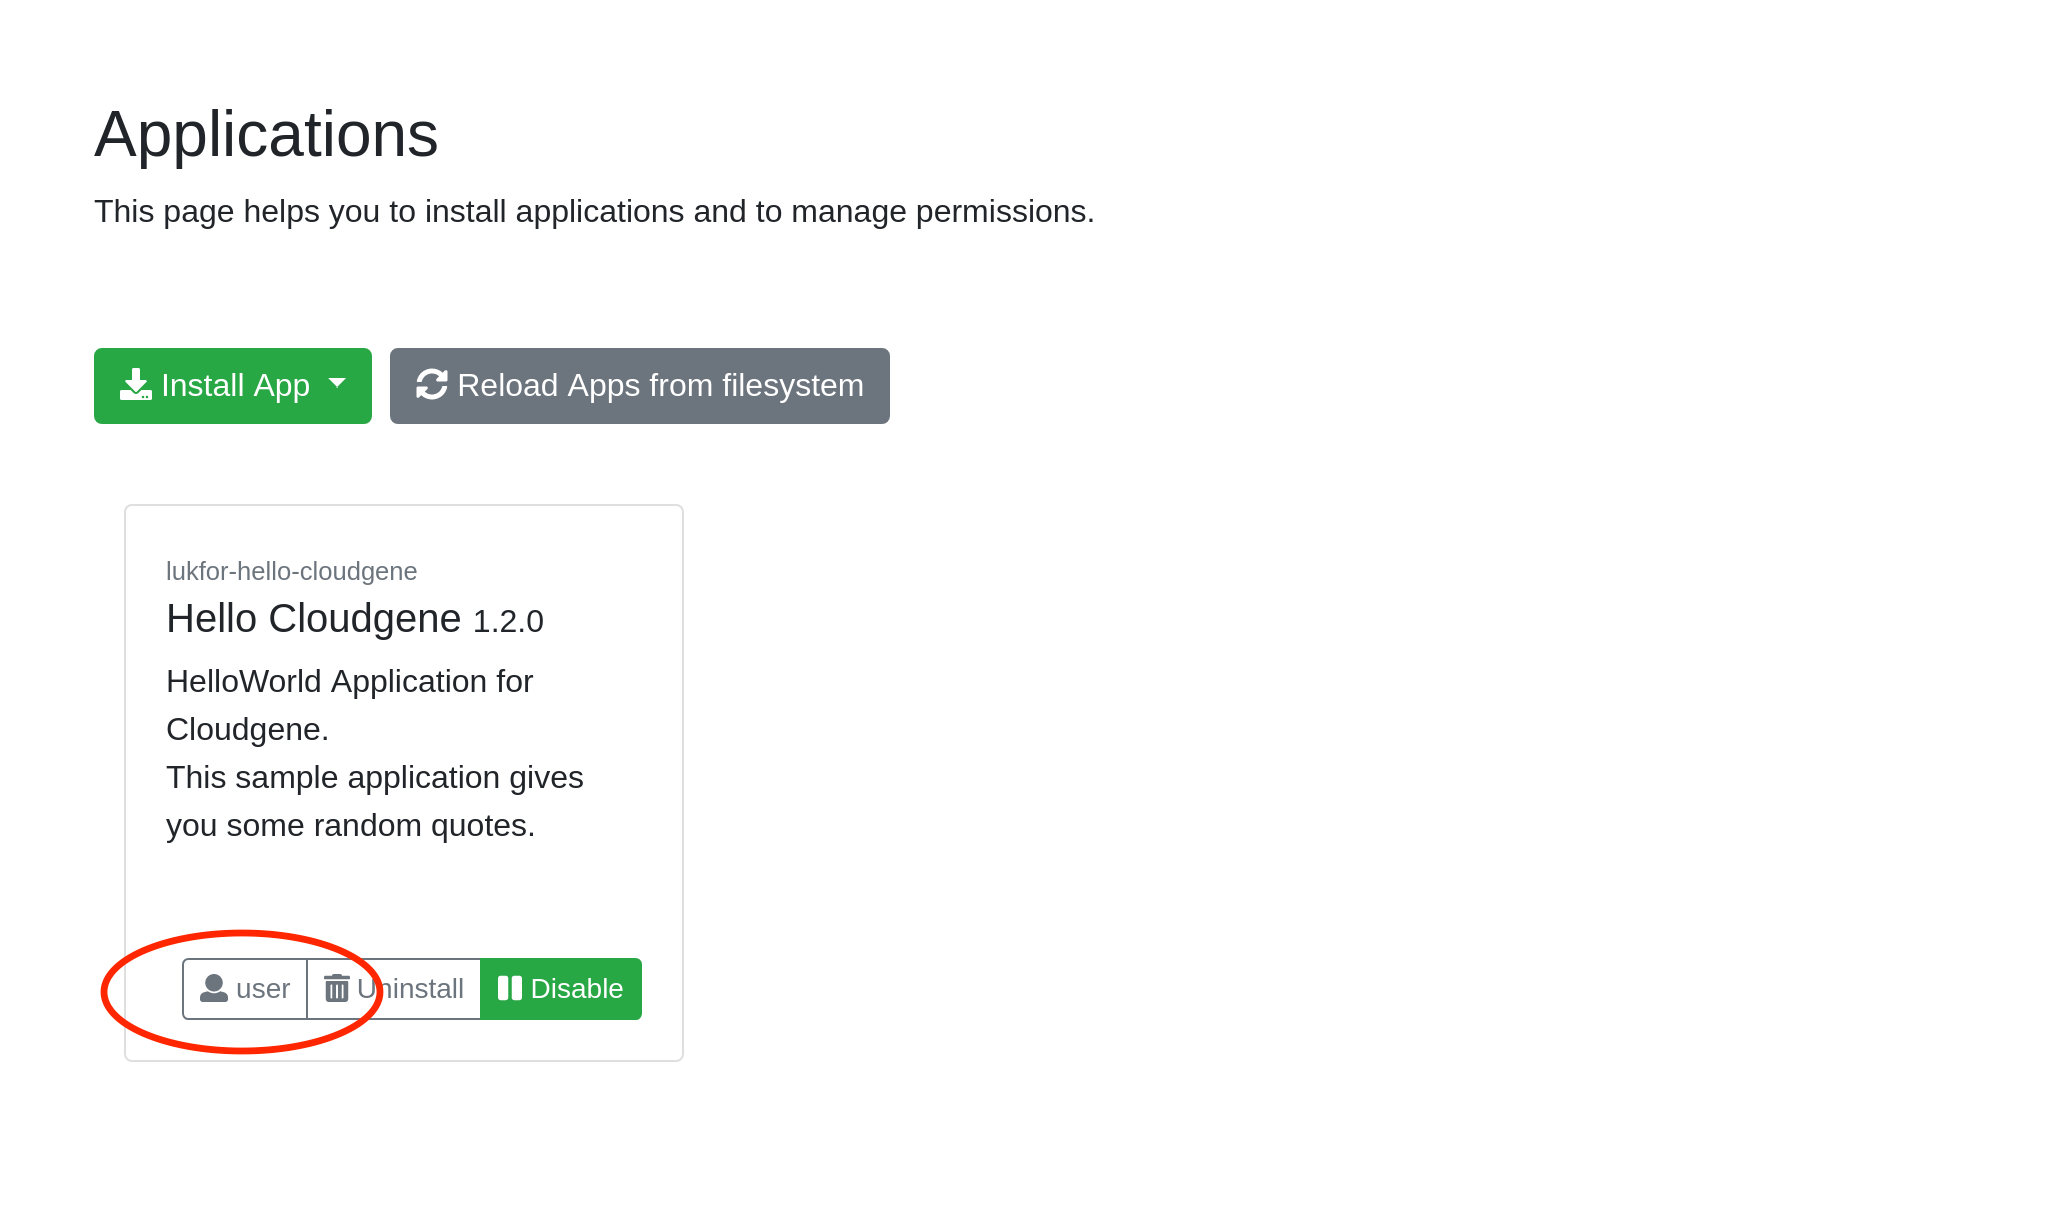 Applications
This page helps you to install applications and to manage permissions.
Install App
Reload Apps from filesystem
lukfor-hello-cloudgene
Hello Cloudgene 1.2.0
HelloWorld Application for
Cloudgene.
This sample application gives
you some random quotes.
user
Uninstall
Disable